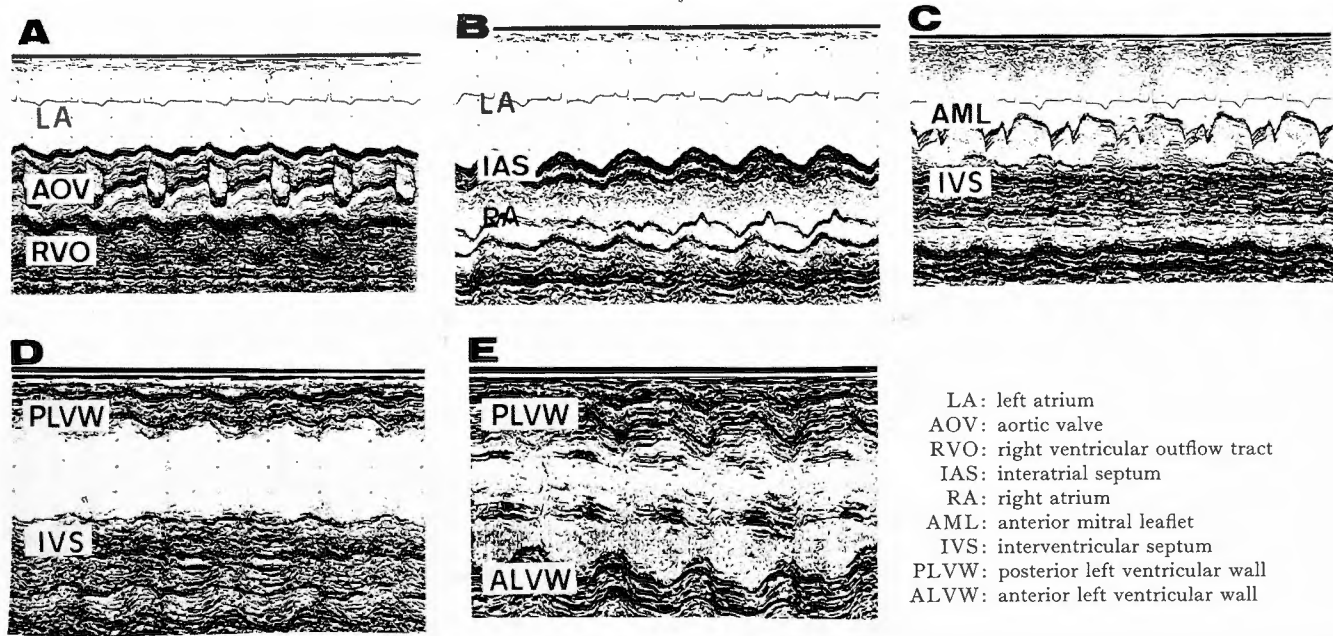 A
LA
AOV
RVO
B
LA
IAS
RA
C
AML
IVS
D
PLVW
IVS
E
PLVW
ALVW
LA: left atrium
AOV: aortic valve
RVO: right ventricular outflow tract
IAS: interatrial septum
RA: right atrium
AML: anterior mitral leaflet
IVS: interventricular septum
PLVW: posterior left ventricular wall
ALVW: anterior left ventricular wall